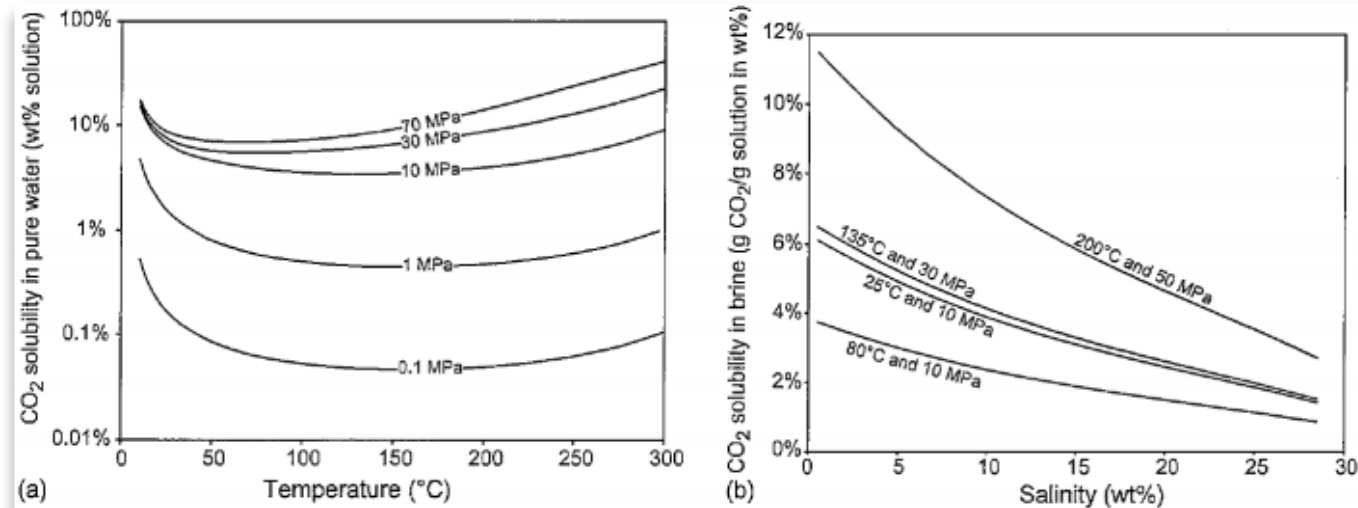 CO2 solubility in pure water (wt% solution)
100%
10%
1%
0.1%
0.01%
70 MPa
30 MPa
10 MPa
1 MPa
0.1 MPa
0
50
100
150
200
250
300
(a)
Temperature (°C)
CO2 solubility in brine (g CO2/g solution in wt%)
12%
10%
8%
6%
4%
2%
0%
200°C and 50 MPa
135°C and 30 MPa
25°C and 10 MPa
80°C and 10 MPa
0
5
10
15
20
25
30
(b)
Salinity (wt%)